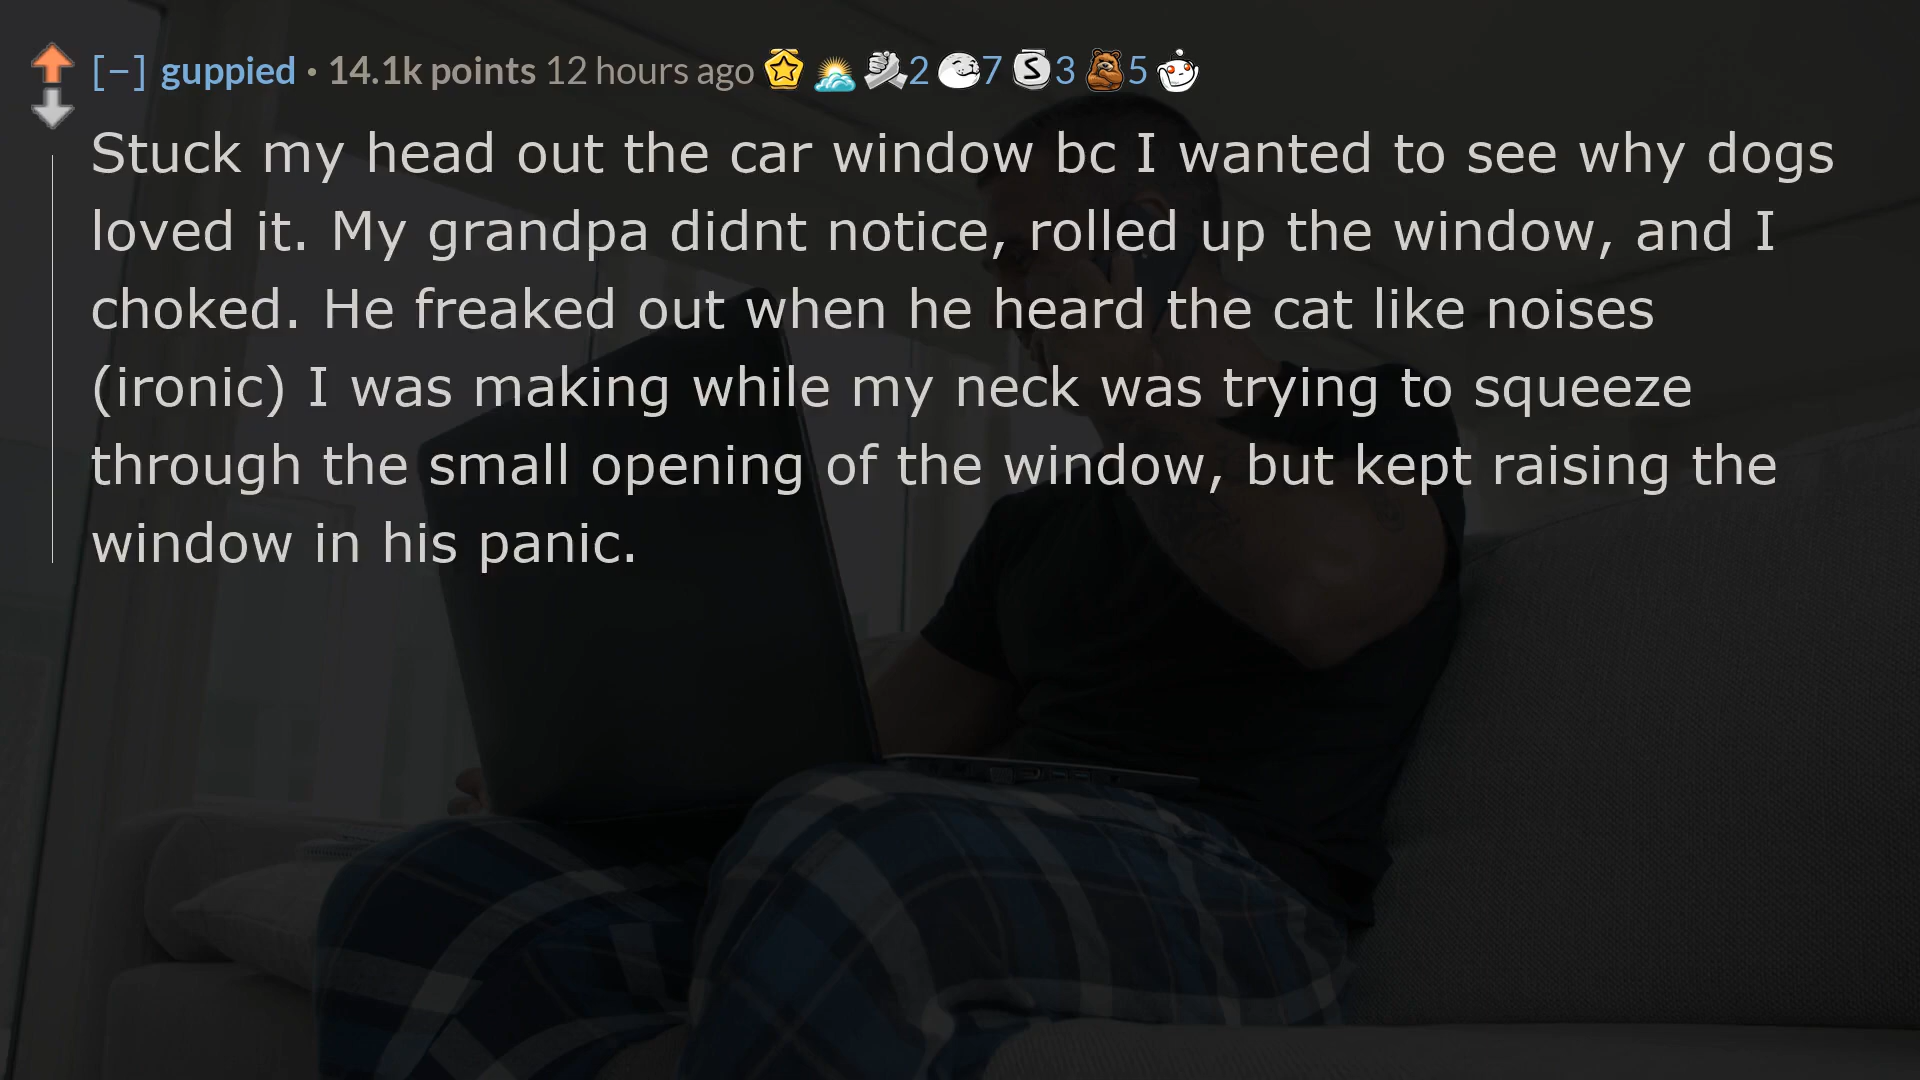 [–] guppied · 14.1k points 12 hours ago 2 7 S 3 5
Stuck my head out the car window bc I wanted to see why dogs
loved it. My grandpa didnt notice, rolled up the window, and I
choked. He freaked out when he heard the cat like noises
(ironic) I was making while my neck was trying to squeeze
through the small opening of the window, but kept raising the
window in his panic.